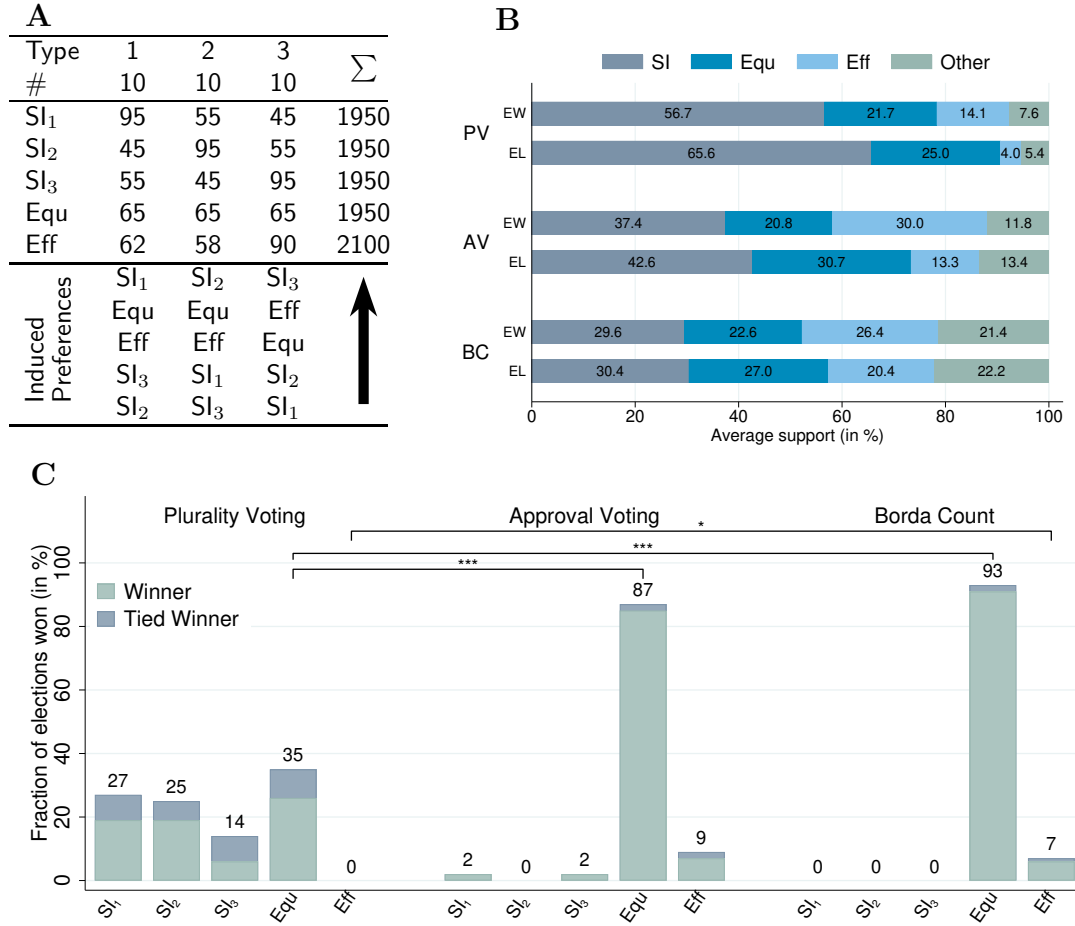 A
Type 1 2 3 ∑
# 10 10 10
SI₁ 95 55 45 1950
SI₂ 45 95 55 1950
SI₃ 55 45 95 1950
Equ 65 65 65 1950
Eff 62 58 90 2100
Induced Preferences
SI₁ SI₂ SI₃
Equ Equ Eff
Eff Eff Equ
SI₃ SI₁ SI₂
SI₂ SI₃ SI₁
B
SI Equ Eff Other
PV
EW 56.7 21.7 14.1 7.6
EL 65.6 25.0 4.0 5.4
AV
EW 37.4 20.8 30.0 11.8
EL 42.6 30.7 13.3 13.4
BC
EW 29.6 22.6 26.4 21.4
EL 30.4 27.0 20.4 22.2
0 20 40 60 80 100
Average support (in %)
C
Plurality Voting Approval Voting Borda Count
*
***
***
Winner
Tied Winner
Fraction of elections won (in %)
100
80
60
40
20
0
27 25 14 35 0 2 0 2 87 9 0 0 0 93 7
SI₁ SI₂ SI₃ Equ Eff SI₁ SI₂ SI₃ Equ Eff SI₁ SI₂ SI₃ Equ Eff